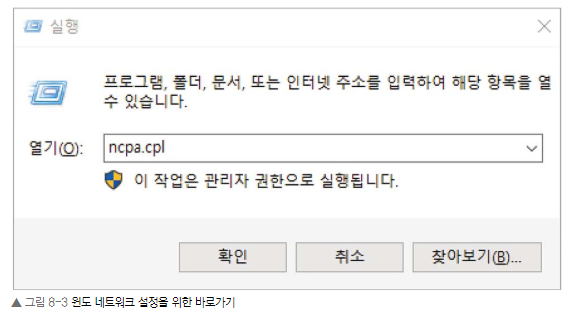 실행
프로그램, 폴더, 문서, 또는 인터넷 주소를 입력하여 해당 항목을 열
수 있습니다.
열기(O): ncpa.cpl
이 작업은 관리자 권한으로 실행됩니다.
확인 취소 찾아보기(B)...
▲ 그림 8-3 윈도 네트워크 설정을 위한 바로가기